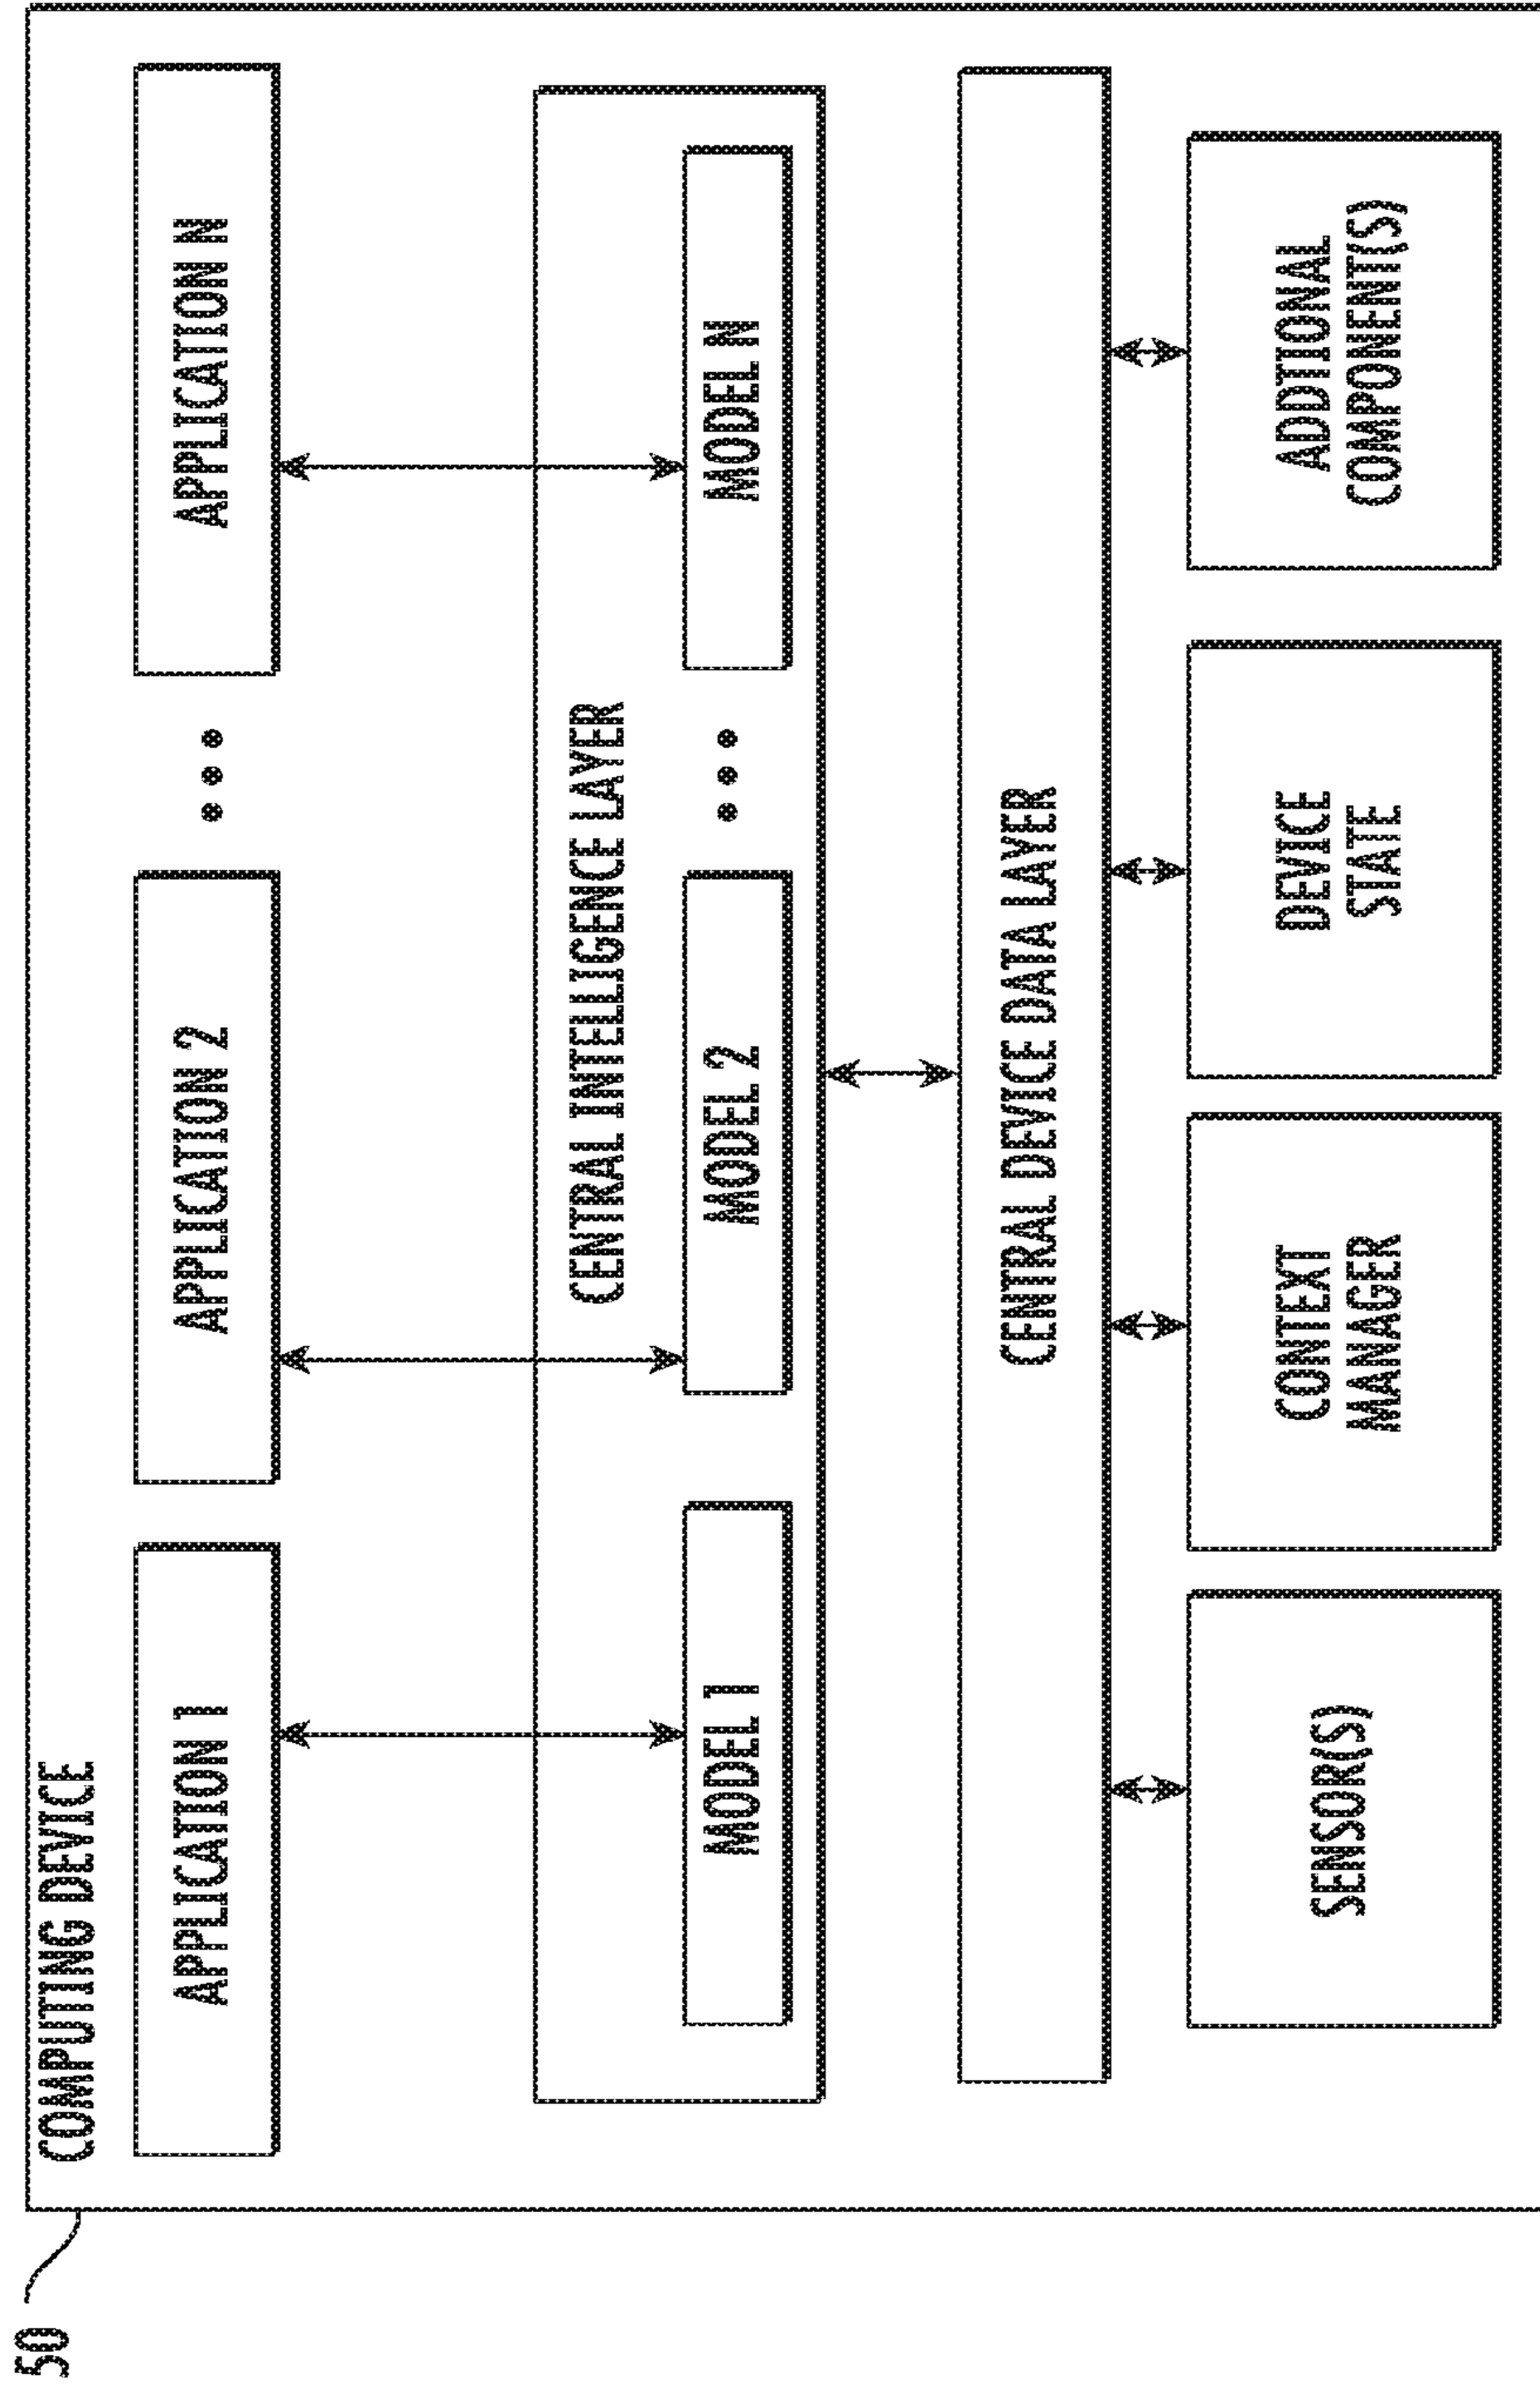 50
COMPUTING DEVICE
APPLICATION 1
APPLICATION 2
APPLICATION N
CENTRAL INTELLIGENCE LAYER
MODEL 1
MODEL 2
MODEL N
CENTRAL DEVICE DATA LAYER
SENSOR(S)
CONTEXT
MANAGER
DEVICE
STATE
ADDTIONAL
COMPONENT(S)